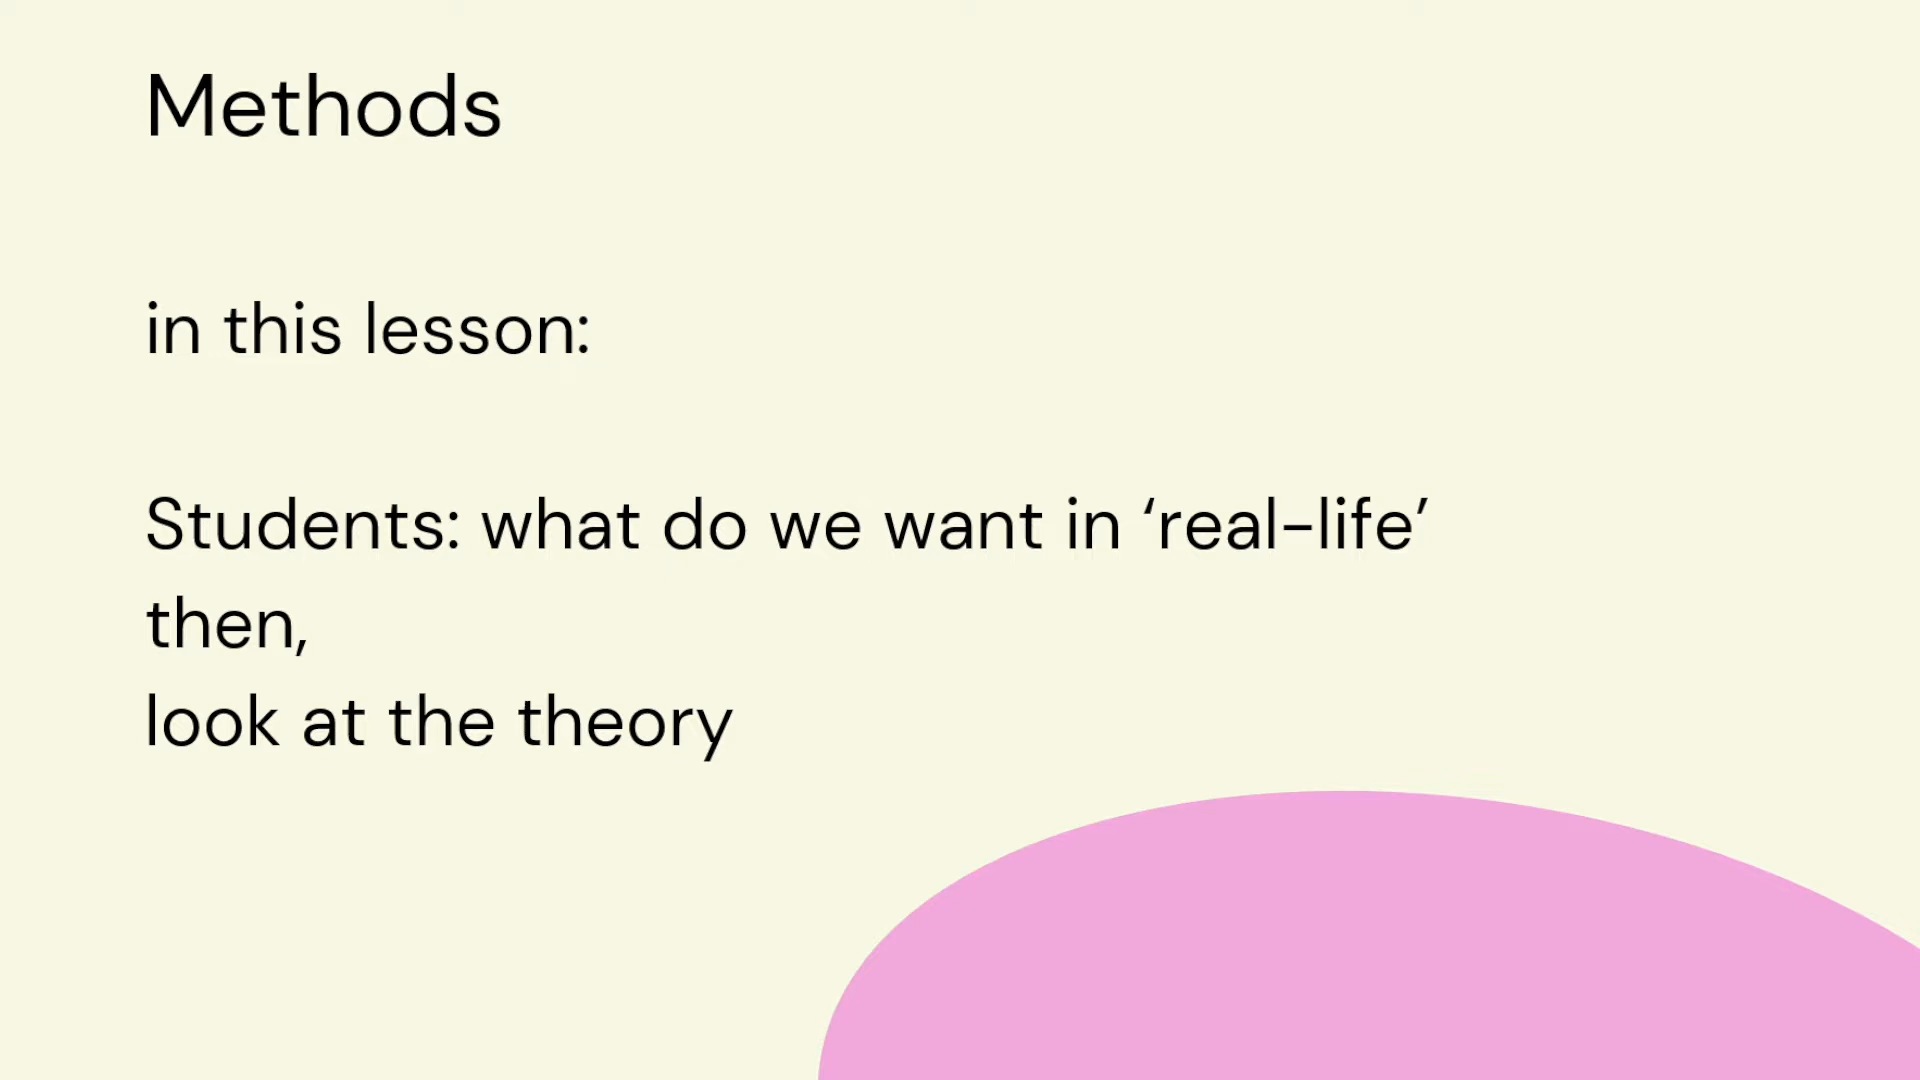 Methods
in this lesson:
Students: what do we want in ‘real-life’
then,
look at the theory